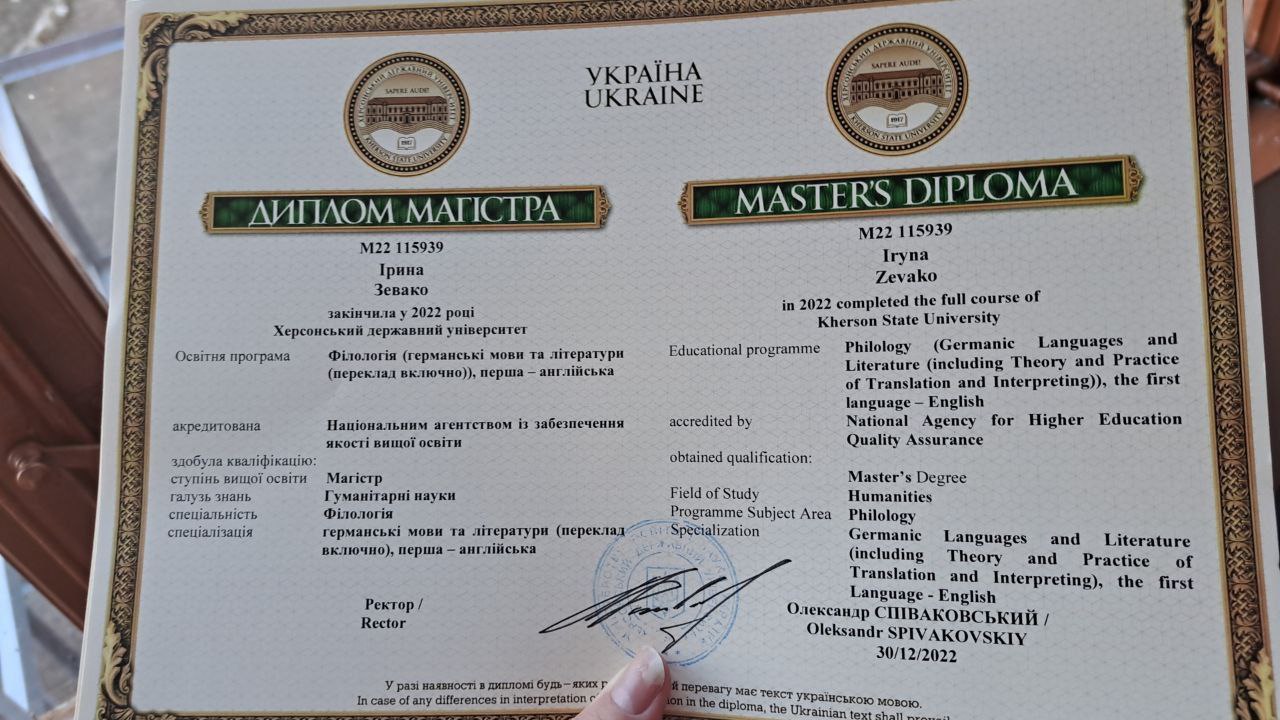 УКРАЇНА
UKRAINE
ХЕРСОНСЬКИЙ ДЕРЖАВНИЙ УНІВЕРСИТЕТ
SAPERE AUDE!
1917
KHERSON STATE UNIVERSITY
ДИПЛОМ МАГІСТРА
М22 115939
Ірина
Зевако
закінчила у 2022 році
Херсонський державний університет
Освітня програма
Філологія (германські мови та літератури
(переклад включно)), перша – англійська
акредитована
Національним агентством із забезпечення
якості вищої освіти
здобула кваліфікацію:
ступінь вищої освіти Магістр
галузь знань Гуманітарні науки
спеціальність Філологія
спеціалізація германські мови та літератури (переклад
включно), перша – англійська
Ректор /
Rector
ХЕРСОНСЬКИЙ ДЕРЖАВНИЙ УНІВЕРСИТЕТ
SAPERE AUDE!
1917
KHERSON STATE UNIVERSITY
MASTER'S DIPLOMA
M22 115939
Iryna
Zevako
in 2022 completed the full course of
Kherson State University
Educational programme Philology (Germanic Languages and
Literature (including Theory and Practice
of Translation and Interpreting)), the first
language – English
accredited by National Agency for Higher Education
Quality Assurance
obtained qualification:
Master's Degree
Field of Study Humanities
Programme Subject Area Philology
Specialization Germanic Languages and Literature
(including Theory and Practice of
Translation and Interpreting), the first
Language - English
Олександр СПІВАКОВСЬКИЙ /
Oleksandr SPIVAKOVSKIY
30/12/2022
У разі наявності в дипломі будь–яких перевагу має текст українською мовою.
In case of any differences in interpretation in the diploma, the Ukrainian text shall